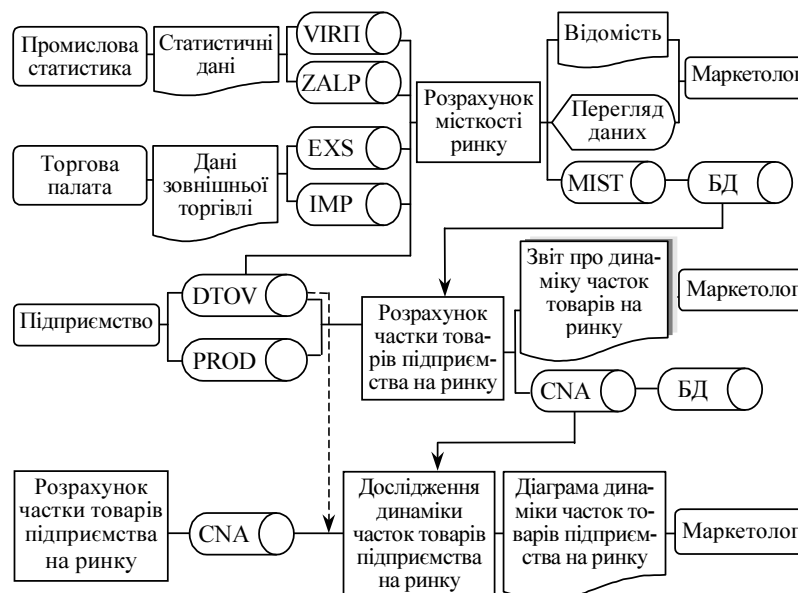 Промислова
статистика
Статистичні
дані
VIRП
ZALP
Розрахунок
місткості
ринку
Відомість
Перегляд
даних
Маркетолог
Торгова
палата
Дані
зовнішньої
торгівлі
EXS
IMP
MIST
БД
Підприємство
DTOV
PROD
Розрахунок
частки това-
рів підприєм-
ства на ринку
Звіт про дина-
міку часток
товарів на
ринку
Маркетолог
CNA
БД
Розрахунок
частки товарів
підприємства
на ринку
CNA
Дослідження
динаміки
часток товарів
підприємства
на ринку
Діаграма дина-
міки часток то-
варів підприєм-
ства на ринку
Маркетолог